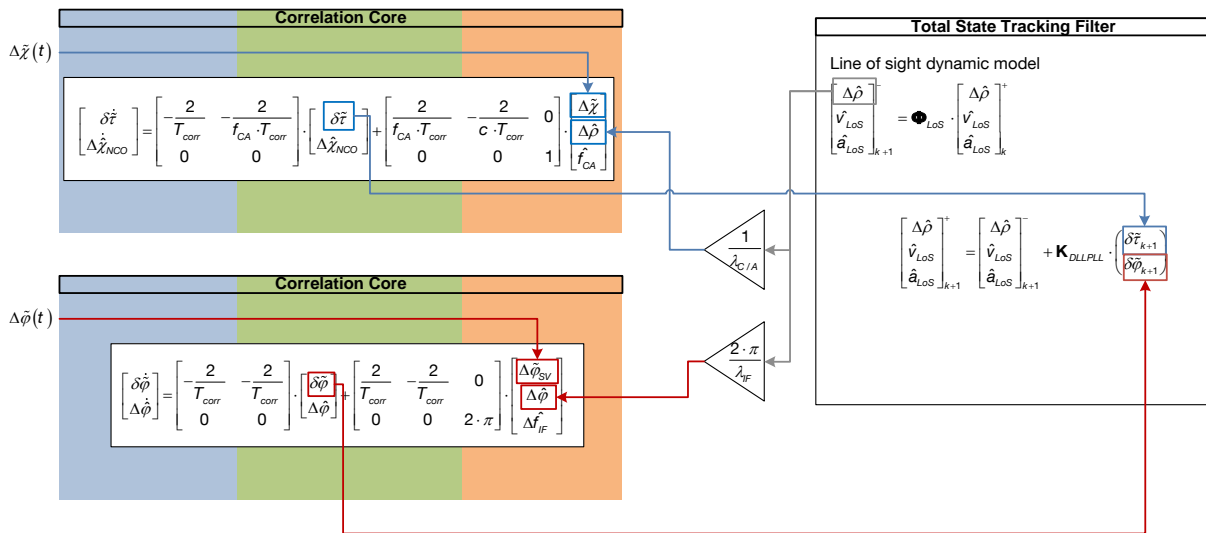 Correlation Core
Total State Tracking Filter
Δχ̃(t)
Line of sight dynamic model
[δτ̃̇; Δχ̂̇_NCO] = [−2/T_corr, −2/(f_CA · T_corr); 0, 0] · [δτ̃; Δχ̂_NCO] + [2/(f_CA · T_corr), −2/(c · T_corr), 0; 0, 0, 1] · [Δχ̃; Δρ̂; f̂_CA]
[Δρ̂; v̂_LoS; â_LoS]⁻_k+1 = Φ_LoS · [Δρ̂; v̂_LoS; â_LoS]⁺_k
1/λ_C/A
[Δρ̂; v̂_LoS; â_LoS]⁺_k+1 = [Δρ̂; v̂_LoS; â_LoS]⁻_k+1 + K_DLLPLL · (δτ̃_k+1; δφ̃_k+1)
Correlation Core
Δφ̃(t)
2 · π/λ_IF
[δφ̃̇; Δφ̂̇] = [−2/T_corr, −2/T_corr; 0, 0] · [δφ̃; Δφ̂] + [2/T_corr, −2/T_corr, 0; 0, 0, 2 · π] · [Δφ̃_SV; Δφ̂; Δf̂_IF]